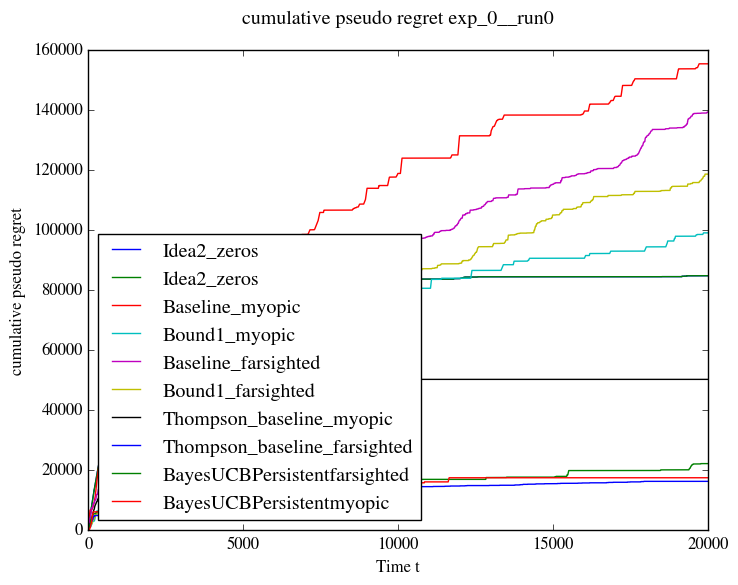 cumulative pseudo regret exp_0__run0
160000
140000
120000
100000
80000
60000
40000
20000
0
cumulative pseudo regret
Idea2_zeros
Idea2_zeros
Baseline_myopic
Bound1_myopic
Baseline_farsighted
Bound1_farsighted
Thompson_baseline_myopic
Thompson_baseline_farsighted
BayesUCBPersistentfarsighted
BayesUCBPersistentmyopic
0 5000 10000 15000 20000
Time t